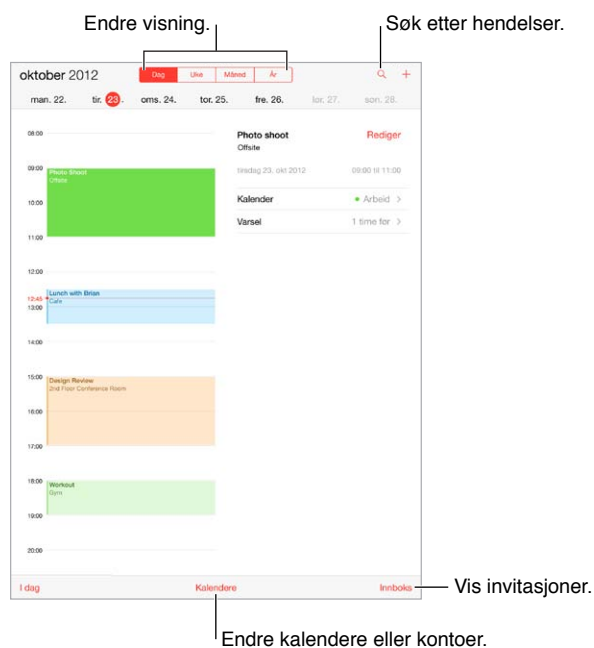 Endre visning.
Søk etter hendelser.
oktober 2012
Dag Uke Måned År
man. 22. tir. 23. ons. 24. tor. 25. fre. 26. lør. 27. søn. 28.
08:00
Photo shoot
Rediger
Offsite
tirsdag 23. okt 2012 09:00 til 11:00
09:00
Photo Shoot
Offsite
Kalender
Arbeid
10:00
Varsel
1 time før
11:00
12:00
Lunch with Brian
12:45
Cafe
13:00
14:00
15:00
Design Review
2nd Floor Conference Room
16:00
17:00
18:00
Workout
Gym
19:00
20:00
I dag
Kalendere
Innboks
Vis invitasjoner.
Endre kalendere eller kontoer.